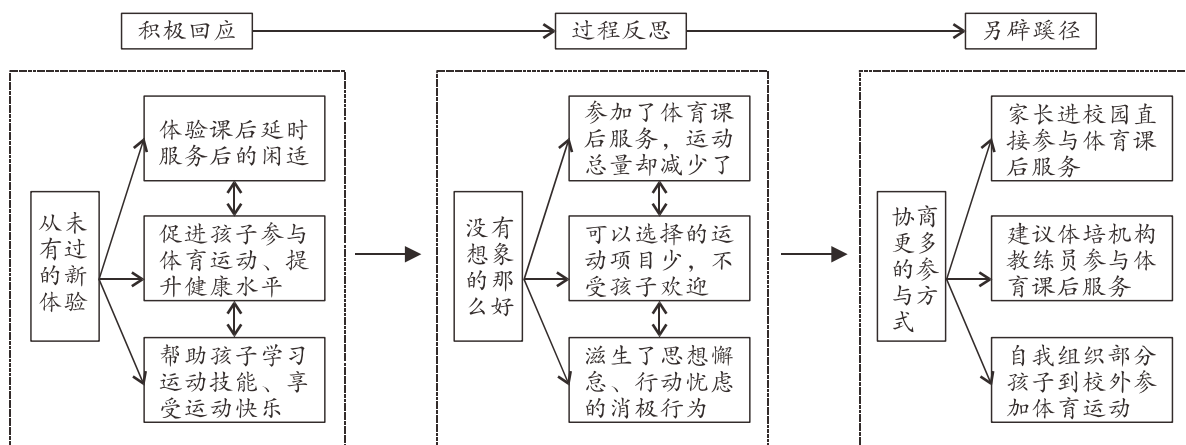 积极回应
过程反思
另辟蹊径
从未
有过
的新
体验
体验课后延时
服务后的闲适
促进孩子参与
体育运动、提
升健康水平
帮助孩子学习
运动技能、享
受运动快乐
没有
想象
的那
么好
参加了体育课
后服务，运动
总量却减少了
可以选择的运
动项目少，不
受孩子欢迎
滋生了思想懈
怠、行动忧虑
的消极行为
协商
更多
的参
与方
式
家长进校园直
接参与体育课
后服务
建议体培机构
教练员参与体
育课后服务
自我组织部分
孩子到校外参
加体育运动